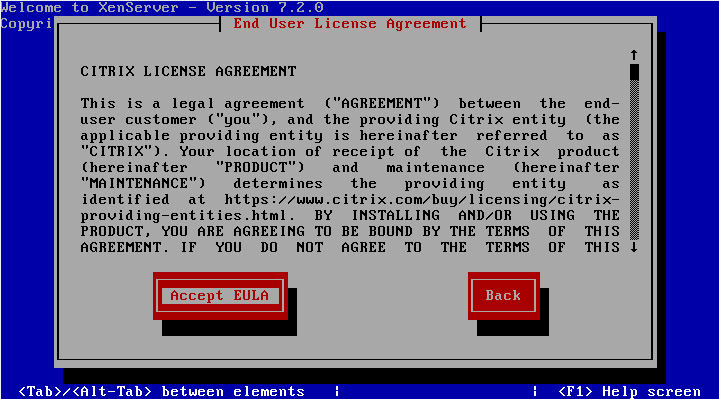 Welcome to XenServer - Version 7.2.0
Copyri
End User License Agreement
CITRIX LICENSE AGREEMENT
This is a legal agreement ("AGREEMENT") between the end-
user customer ("you"), and the providing Citrix entity (the
applicable providing entity is hereinafter referred to as
"CITRIX"). Your location of receipt of the Citrix product
(hereinafter "PRODUCT") and maintenance (hereinafter
"MAINTENANCE") determines the providing entity as
identified at https://www.citrix.com/buy/licensing/citrix-
providing-entities.html. BY INSTALLING AND/OR USING THE
PRODUCT, YOU ARE AGREEING TO BE BOUND BY THE TERMS OF THIS
AGREEMENT. IF YOU DO NOT AGREE TO THE TERMS OF THIS
Accept EULA Back
<Tab>/<Alt-Tab> between elements | | <F1> Help screen